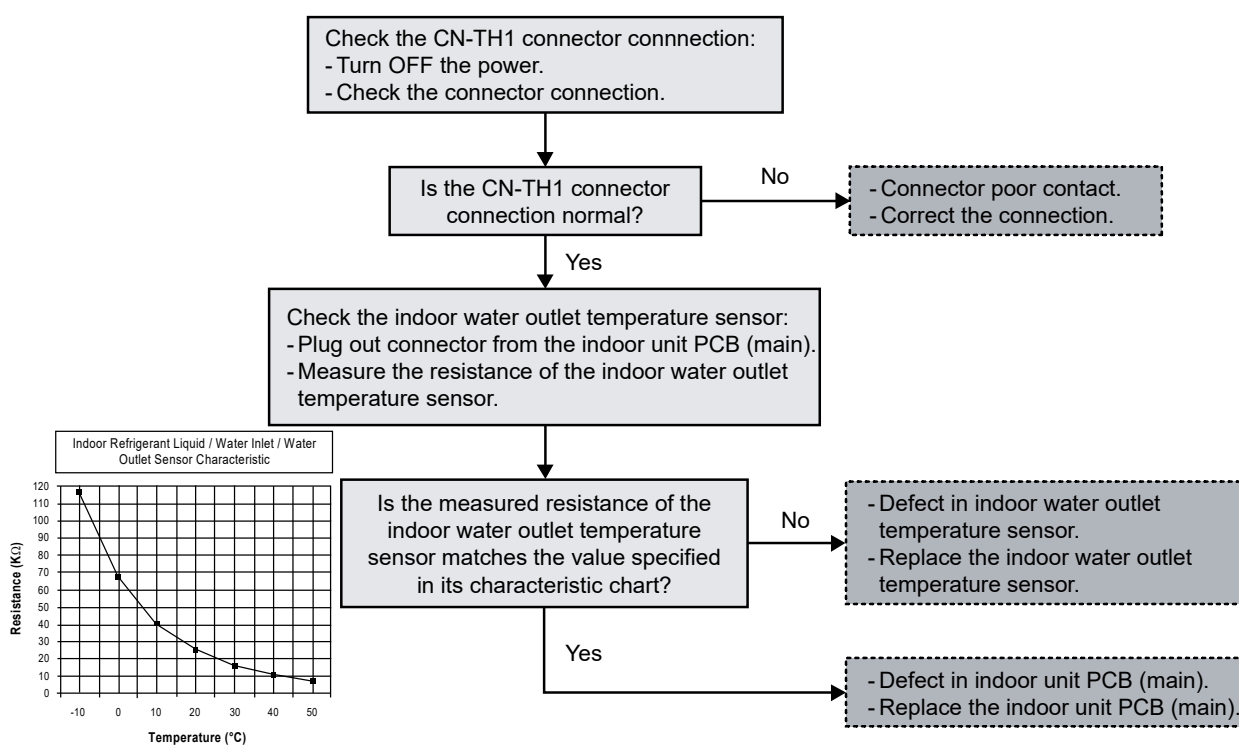 Check the CN-TH1 connector connnection:
- Turn OFF the power.
- Check the connector connection.
Is the CN-TH1 connector
connection normal?
No
- Connector poor contact.
- Correct the connection.
Yes
Check the indoor water outlet temperature sensor:
- Plug out connector from the indoor unit PCB (main).
- Measure the resistance of the indoor water outlet
temperature sensor.
Indoor Refrigerant Liquid / Water Inlet / Water
Outlet Sensor Characteristic
120
110
100
90
80
70
60
50
40
30
20
10
0
Resistance (KΩ)
-10 0 10 20 30 40 50
Temperature (°C)
Is the measured resistance of the
indoor water outlet temperature
sensor matches the value specified
in its characteristic chart?
No
- Defect in indoor water outlet
temperature sensor.
- Replace the indoor water outlet
temperature sensor.
Yes
- Defect in indoor unit PCB (main).
- Replace the indoor unit PCB (main).